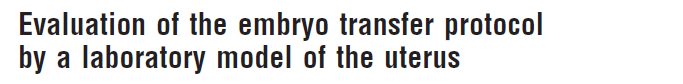 Evaluation of the embryo transfer protocol
by a laboratory model of the uterus